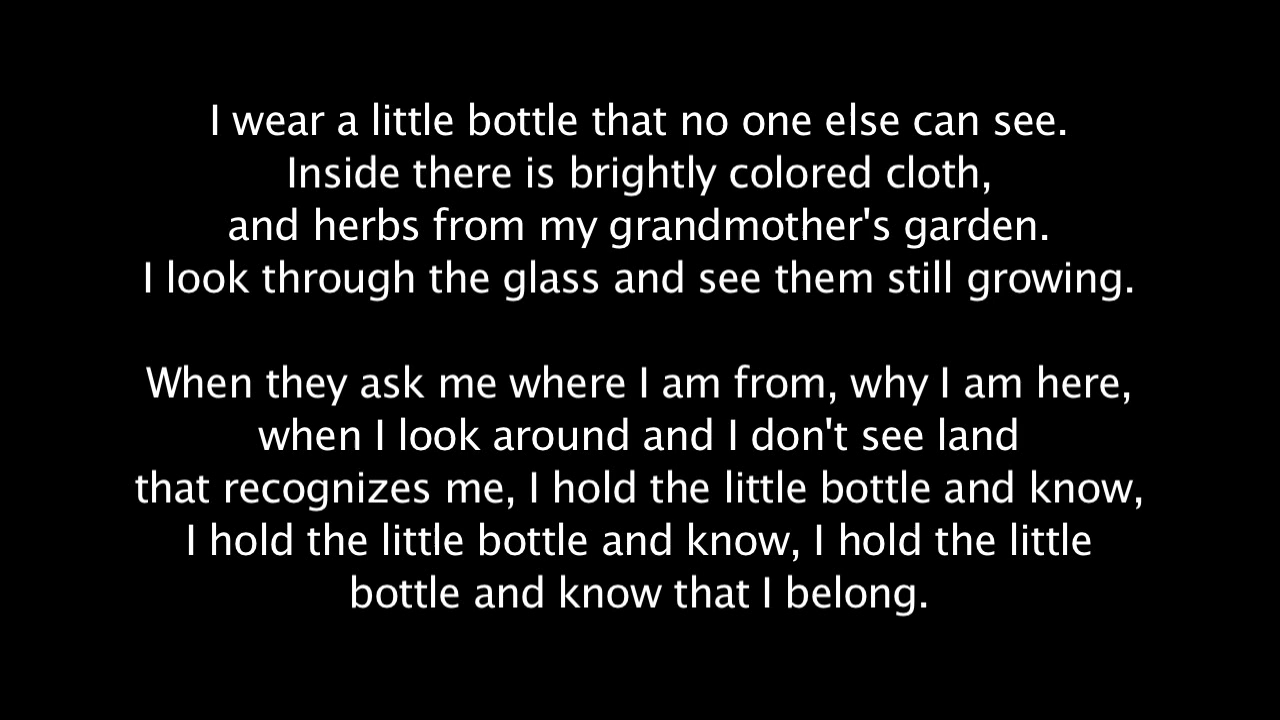 I wear a little bottle that no one else can see.
Inside there is brightly colored cloth,
and herbs from my grandmother's garden.
I look through the glass and see them still growing.
When they ask me where I am from, why I am here,
when I look around and I don't see land
that recognizes me, I hold the little bottle and know,
I hold the little bottle and know, I hold the little
bottle and know that I belong.